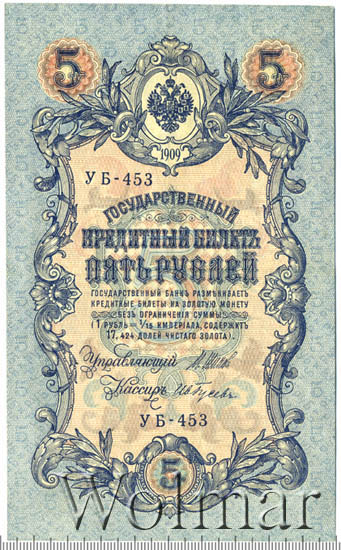 5 5
1909
УБ-453
ГОСУДАРСТВЕННЫЙ
КРЕДИТНЫЙ БИЛЕТЪ
ПЯТЬ РУБЛЕЙ
ГОСУДАРСТВЕННЫЙ БАНКЪ РАЗМѢНИВАЕТЪ
КРЕДИТНЫЕ БИЛЕТЫ НА ЗОЛОТУЮ МОНЕТУ
БЕЗЪ ОГРАНИЧЕНІЯ СУММЫ
(1 РУБЛЬ = 1/15 ИМПЕРІАЛА, СОДЕРЖИТЪ
17,424 ДОЛЕЙ ЧИСТАГО ЗОЛОТА).
Управляющій
Кассиръ
УБ-453
5
Wolmar